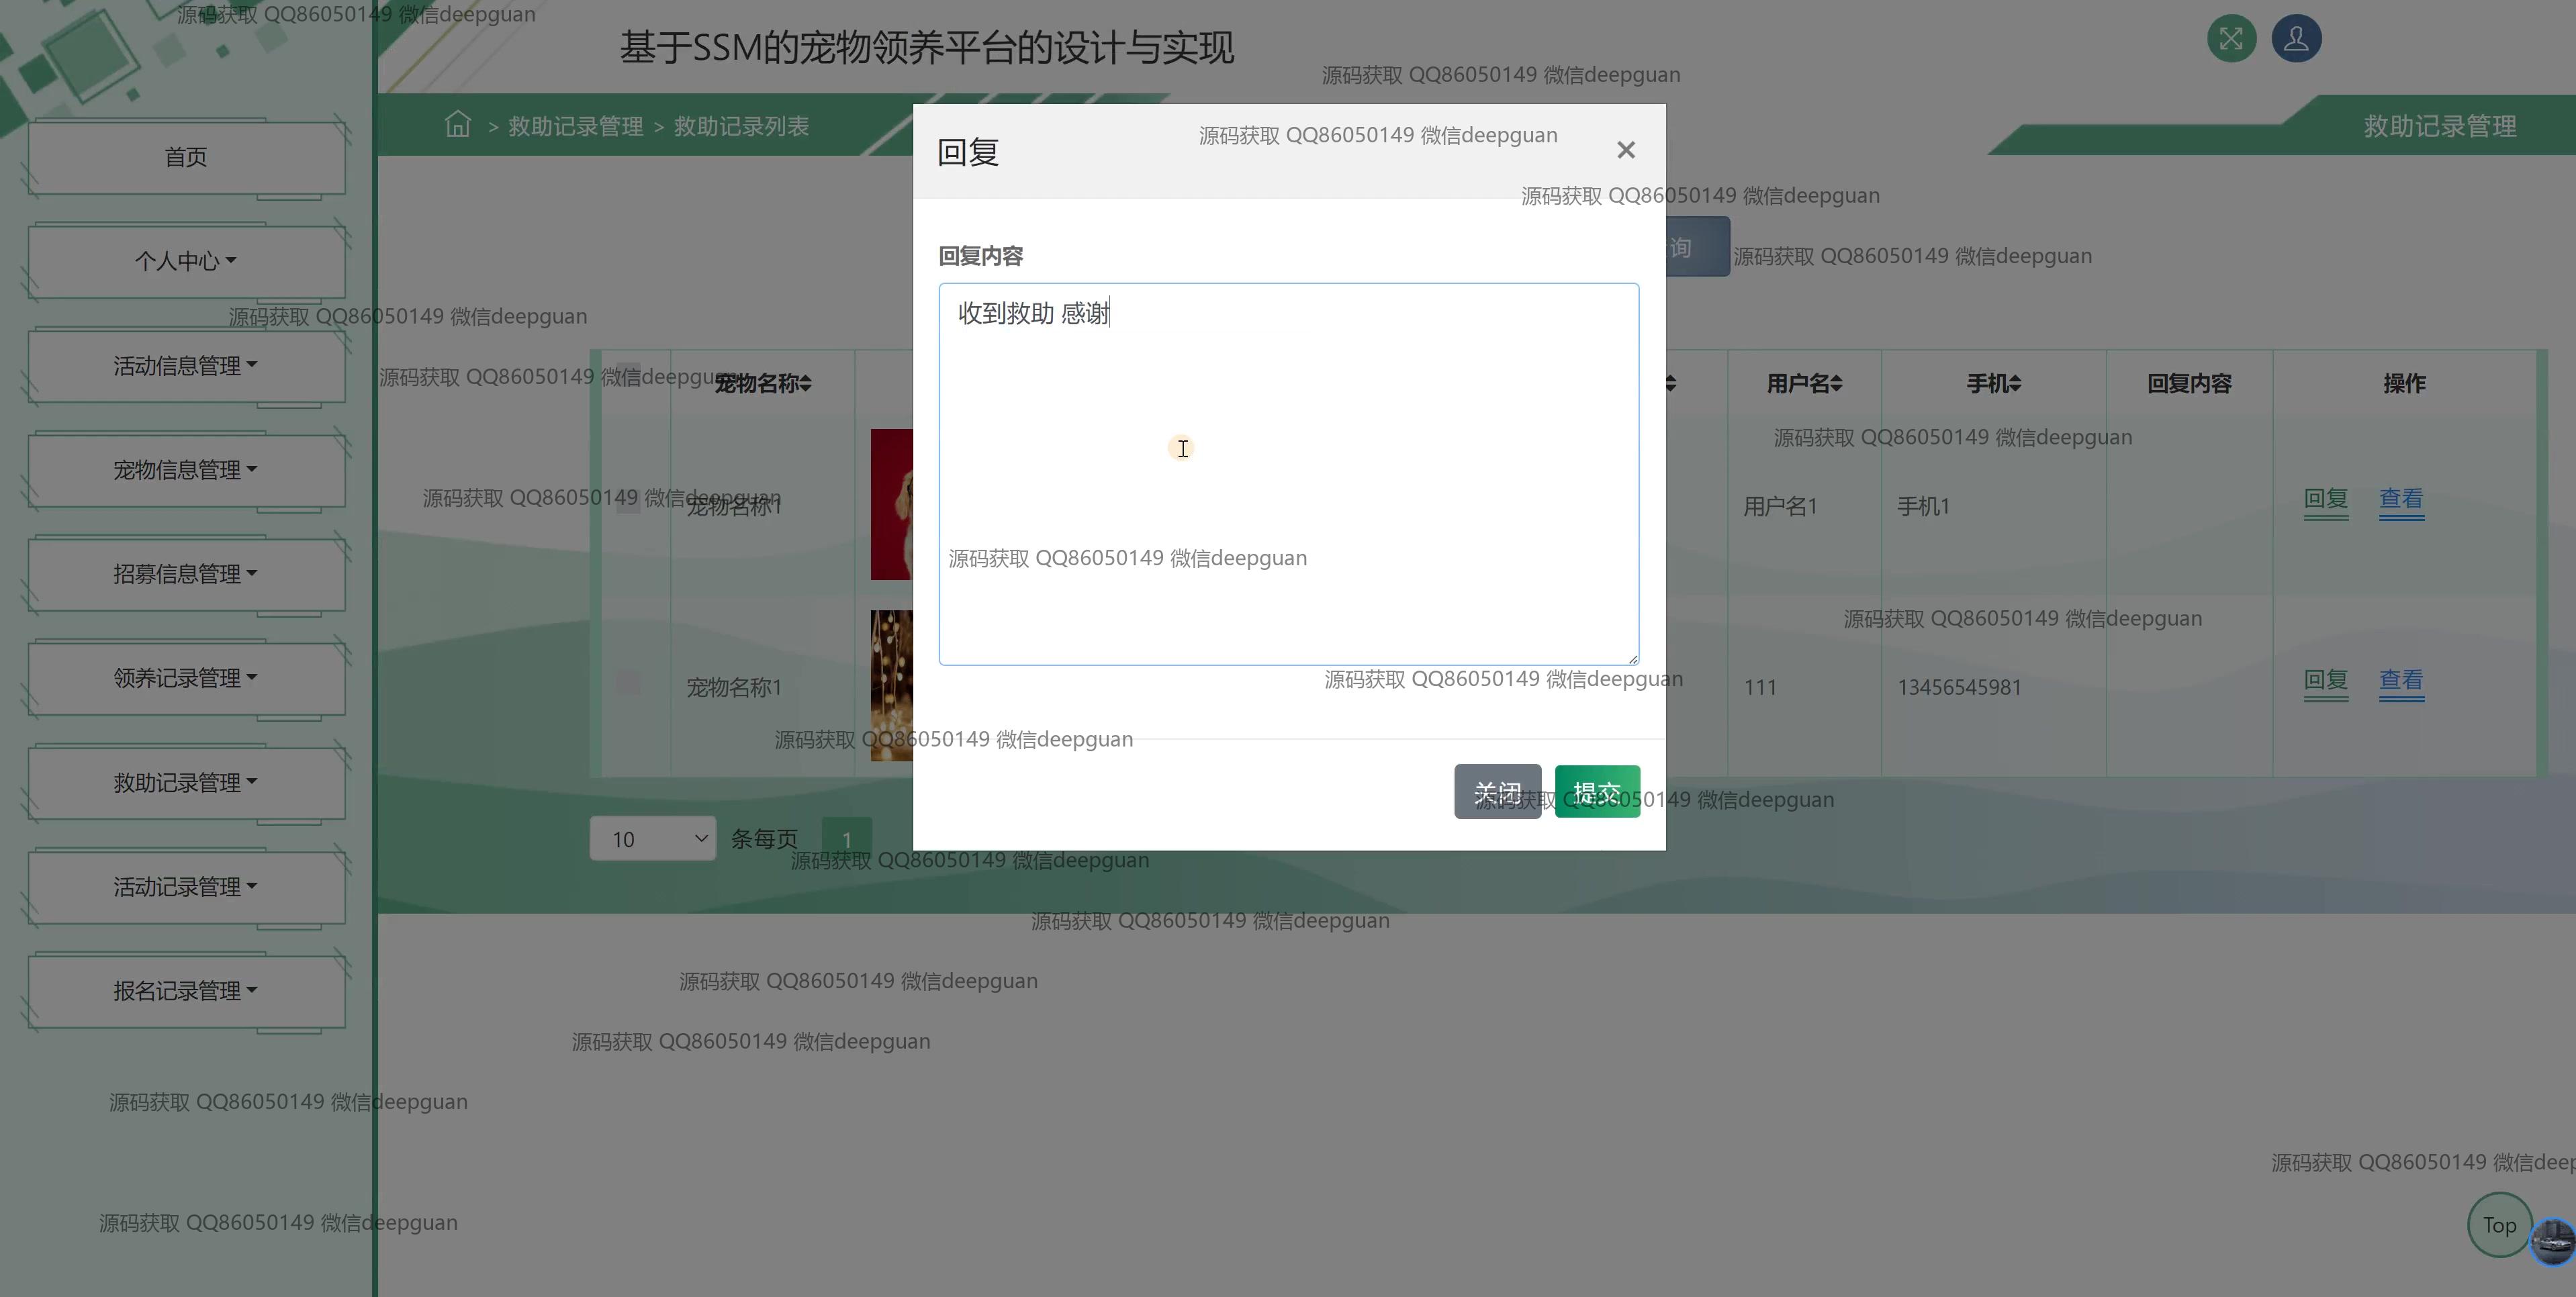 源码获取 QQ86050149 微信deepguan
基于SSM的宠物领养平台的设计与实现
源码获取 QQ86050149 微信deepguan
> 救助记录管理 > 救助记录列表
救助记录管理
回复
源码获取 QQ86050149 微信deepguan
×
源码获取 QQ86050149 微信deepguan
询
源码获取 QQ86050149 微信deepguan
首页
个人中心
源码获取 QQ86050149 微信deepguan
活动信息管理
宠物信息管理
招募信息管理
领养记录管理
救助记录管理
活动记录管理
报名记录管理
回复内容
收到救助 感谢
源码获取 QQ86050149 微信deepguan
宠物名称 用户名 手机 回复内容 操作
源码获取 QQ86050149 微信deepguan
源码获取 QQ86050149 微信deepguan
宠物名称1 用户名1 手机1 回复 查看
源码获取 QQ86050149 微信deepguan
源码获取 QQ86050149 微信deepguan
宠物名称1 111 13456545981 回复 查看
源码获取 QQ86050149 微信deepguan
源码获取 QQ86050149 微信deepguan
关闭 提交
源码获取 QQ86050149 微信deepguan
10 条每页 1
源码获取 QQ86050149 微信deepguan
源码获取 QQ86050149 微信deepguan
源码获取 QQ86050149 微信deepguan
源码获取 QQ86050149 微信deepguan
源码获取 QQ86050149 微信deepguan
源码获取 QQ86050149 微信deep
源码获取 QQ86050149 微信deepguan
Top